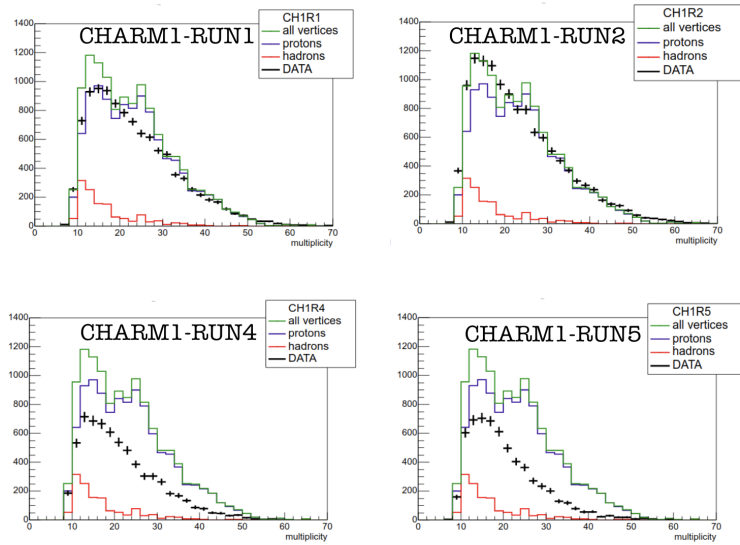 CHARM1-RUN1
CH1R1
all vertices
protons
hadrons
DATA
1400
1200
1000
800
600
400
200
0
0 10 20 30 40 50 60 70
multiplicity
CHARM1-RUN2
CH1R2
all vertices
protons
hadrons
DATA
1400
1200
1000
800
600
400
200
0
0 10 20 30 40 50 60 70
multiplicity
CHARM1-RUN4
CH1R4
all vertices
protons
hadrons
DATA
1400
1200
1000
800
600
400
200
0
0 10 20 30 40 50 60 70
multiplicity
CHARM1-RUN5
CH1R5
all vertices
protons
hadrons
DATA
1400
1200
1000
800
600
400
200
0
0 10 20 30 40 50 60 70
multiplicity